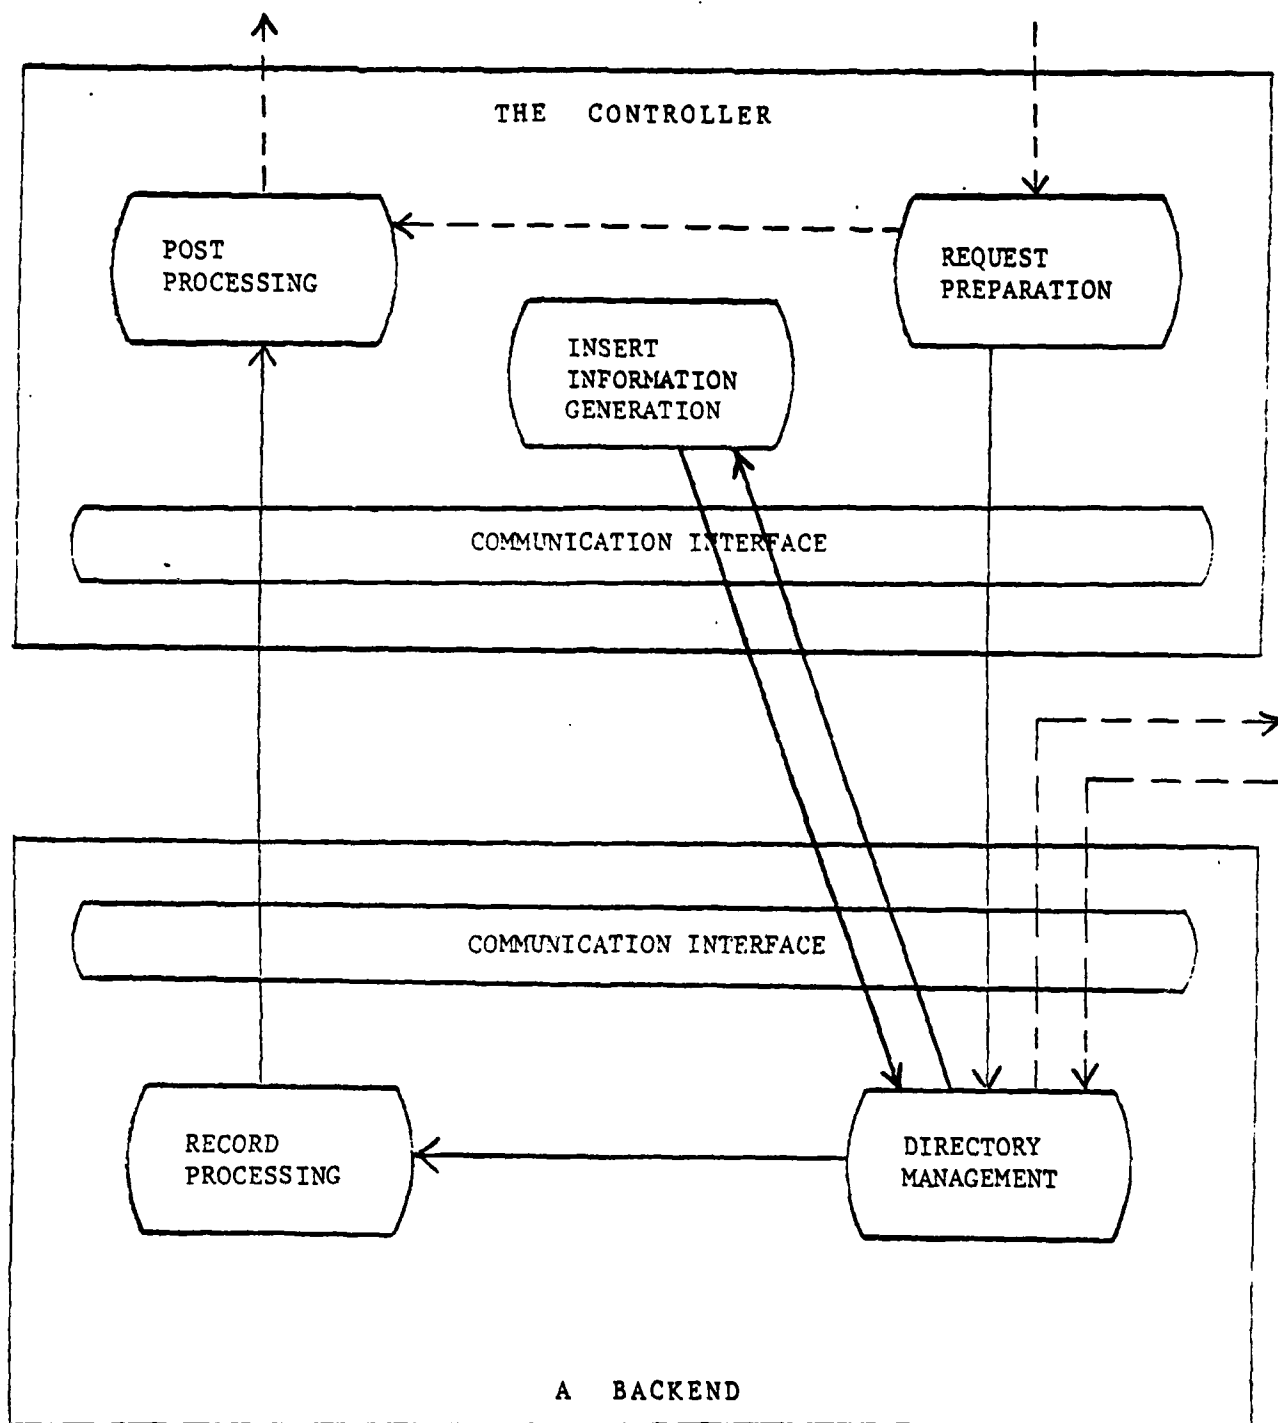 THE CONTROLLER
POST
PROCESSING
REQUEST
PREPARATION
INSERT
INFORMATION
GENERATION
COMMUNICATION INTERFACE
COMMUNICATION INTERFACE
RECORD
PROCESSING
DIRECTORY
MANAGEMENT
A BACKEND